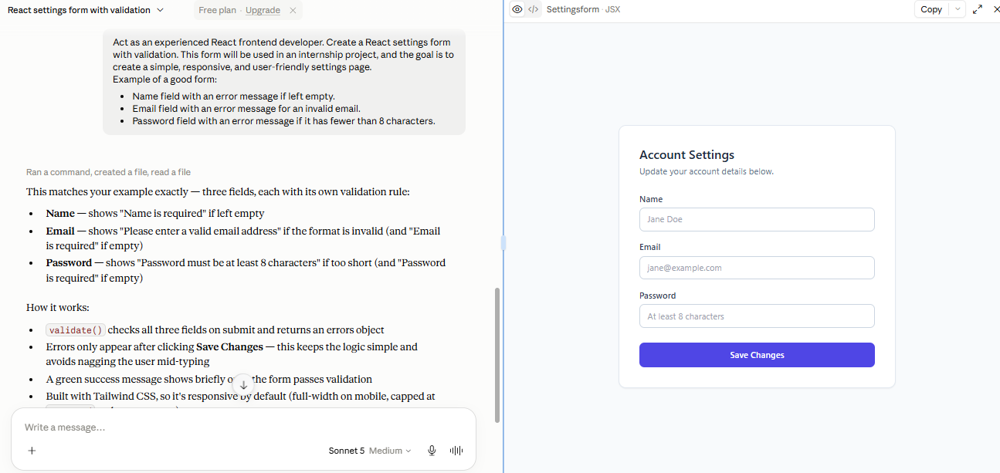 React settings form with validation
Free plan · Upgrade
Settingsform · JSX
Copy
Act as an experienced React frontend developer. Create a React settings form
with validation. This form will be used in an internship project, and the goal is to
create a simple, responsive, and user-friendly settings page.
Example of a good form:
• Name field with an error message if left empty.
• Email field with an error message for an invalid email.
• Password field with an error message if it has fewer than 8 characters.
Ran a command, created a file, read a file
This matches your example exactly — three fields, each with its own validation rule:
• Name — shows "Name is required" if left empty
• Email — shows "Please enter a valid email address" if the format is invalid (and "Email
is required" if empty)
• Password — shows "Password must be at least 8 characters" if too short (and "Password
is required" if empty)
How it works:
• validate() checks all three fields on submit and returns an errors object
• Errors only appear after clicking Save Changes — this keeps the logic simple and
avoids nagging the user mid-typing
• A green success message shows briefly the form passes validation
• Built with Tailwind CSS, so it's responsive by default (full-width on mobile, capped at
Write a message...
Sonnet 5 Medium
Account Settings
Update your account details below.
Name
Jane Doe
Email
jane@example.com
Password
At least 8 characters
Save Changes